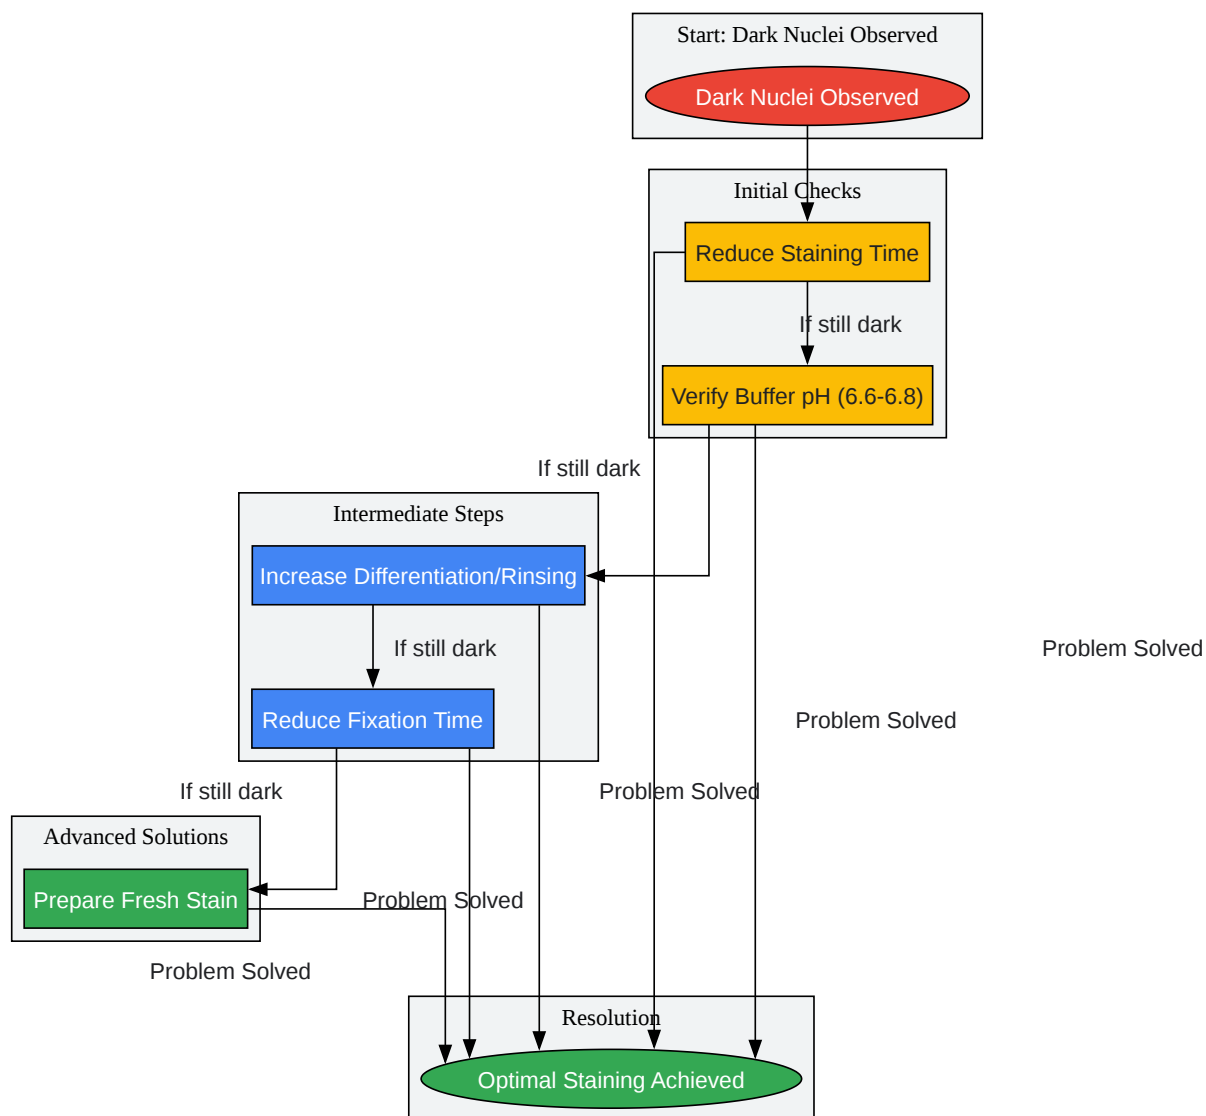 Start: Dark Nuclei Observed
Dark Nuclei Observed
Initial Checks
Reduce Staining Time
If still dark
Verify Buffer pH (6.6-6.8)
If still dark
Intermediate Steps
Increase Differentiation/Rinsing
If still dark
Problem Solved
Reduce Fixation Time
Problem Solved
If still dark
Problem Solved
Advanced Solutions
Prepare Fresh Stain
Problem Solved
Problem Solved
Resolution
Optimal Staining Achieved